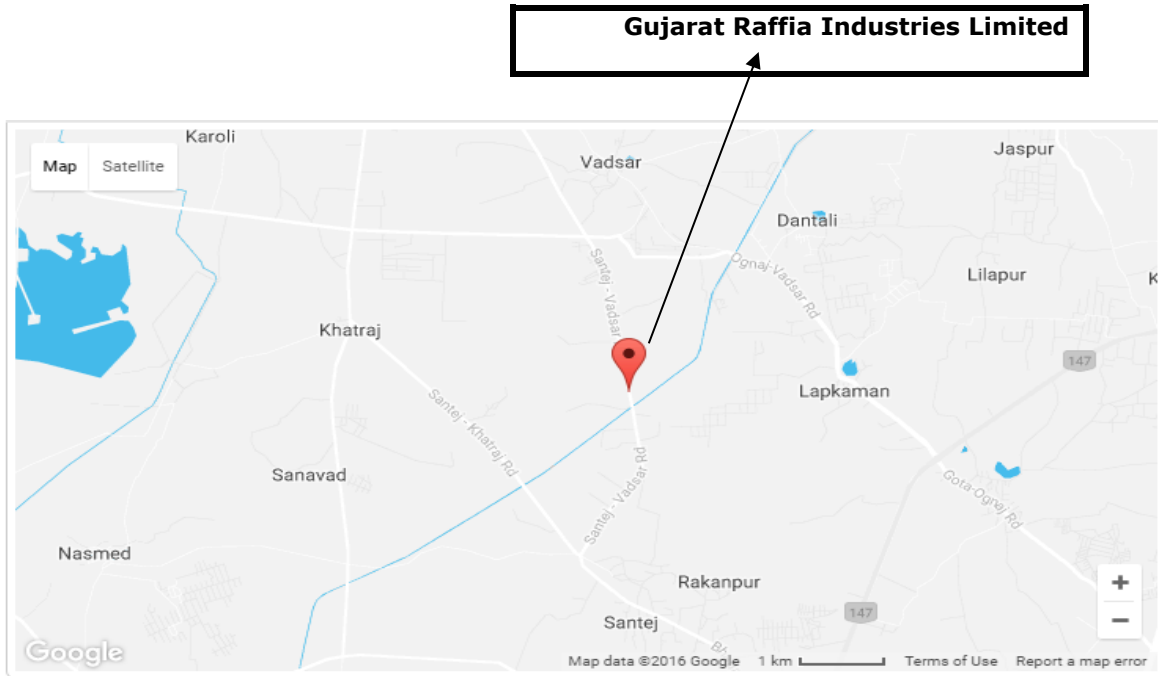 Gujarat Raffia Industries Limited
Karoli
Map Satellite
Vadsar
Jaspur
Dantali
Santej - Vadsar
Ognaj-Vadsar Rd
Lilapur
K
Khatraj
147
Lapkaman
Santej - Khatraj Rd
Sanavad
Santej - Vadsar Rd
Gota-Ognaj Rd
Nasmed
Rakanpur
147
Santej
Bh
Google
Map data ©2016 Google 1 km Terms of Use Report a map error
+
−